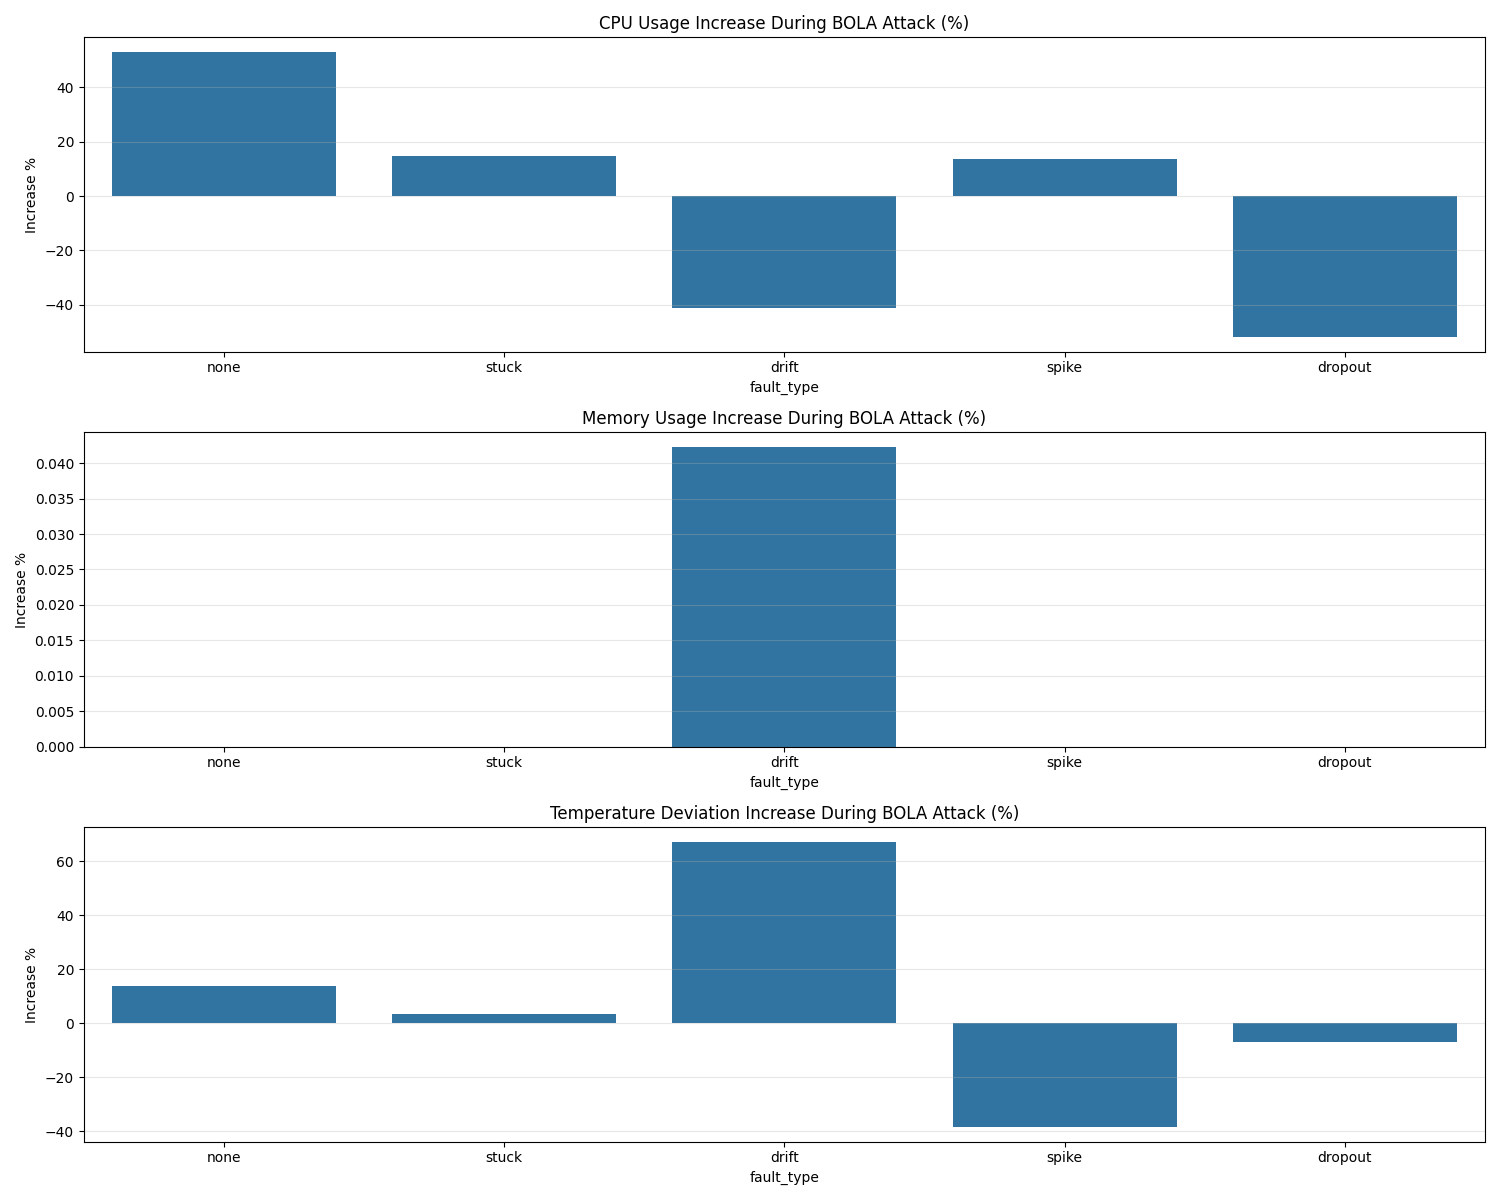 CPU Usage Increase During BOLA Attack (%)
Increase %
40
20
0
−20
−40
none stuck drift spike dropout
fault_type
Memory Usage Increase During BOLA Attack (%)
Increase %
0.040
0.035
0.030
0.025
0.020
0.015
0.010
0.005
0.000
none stuck drift spike dropout
fault_type
Temperature Deviation Increase During BOLA Attack (%)
Increase %
60
40
20
0
−20
−40
none stuck drift spike dropout
fault_type